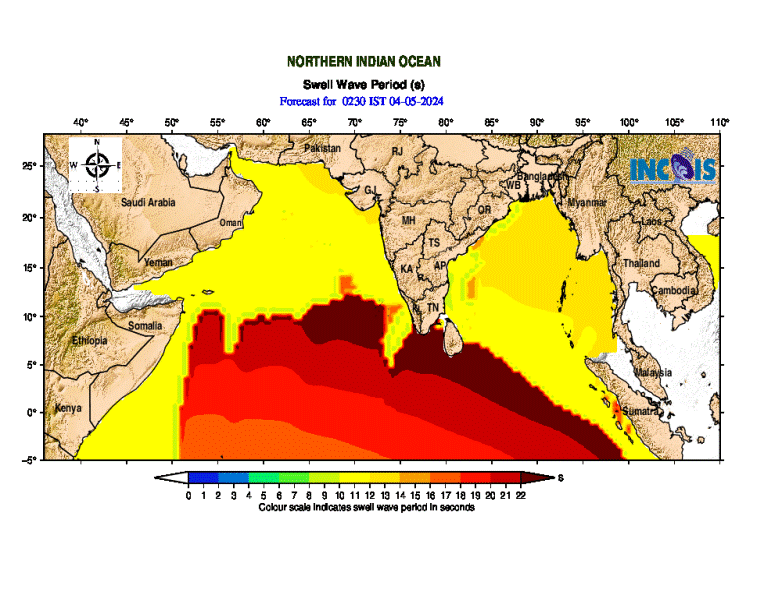 NORTHERN INDIAN OCEAN
Swell Wave Period (s)
Forecast for 0230 IST 04-05-2024
40° 45° 50° 55° 60° 65° 70° 75° 80° 85° 90° 95° 100° 105° 110°
N
W E
S
25°
20°
15°
10°
5°
0°
-5°
Pakistan
RJ
INCOIS
Bangladesh
WB
GJ
Saudi Arabia
Myanmar
OR
MH
Oman
Laos
TS
Yemen
Thailand
KA
AP
Cambodia
TN
Somalia
Ethiopia
Malaysia
Kenya
Sumatra
0 1 2 3 4 5 6 7 8 9 10 11 12 13 14 15 16 17 18 19 20 21 22
s
Colour scale indicates swell wave period in seconds